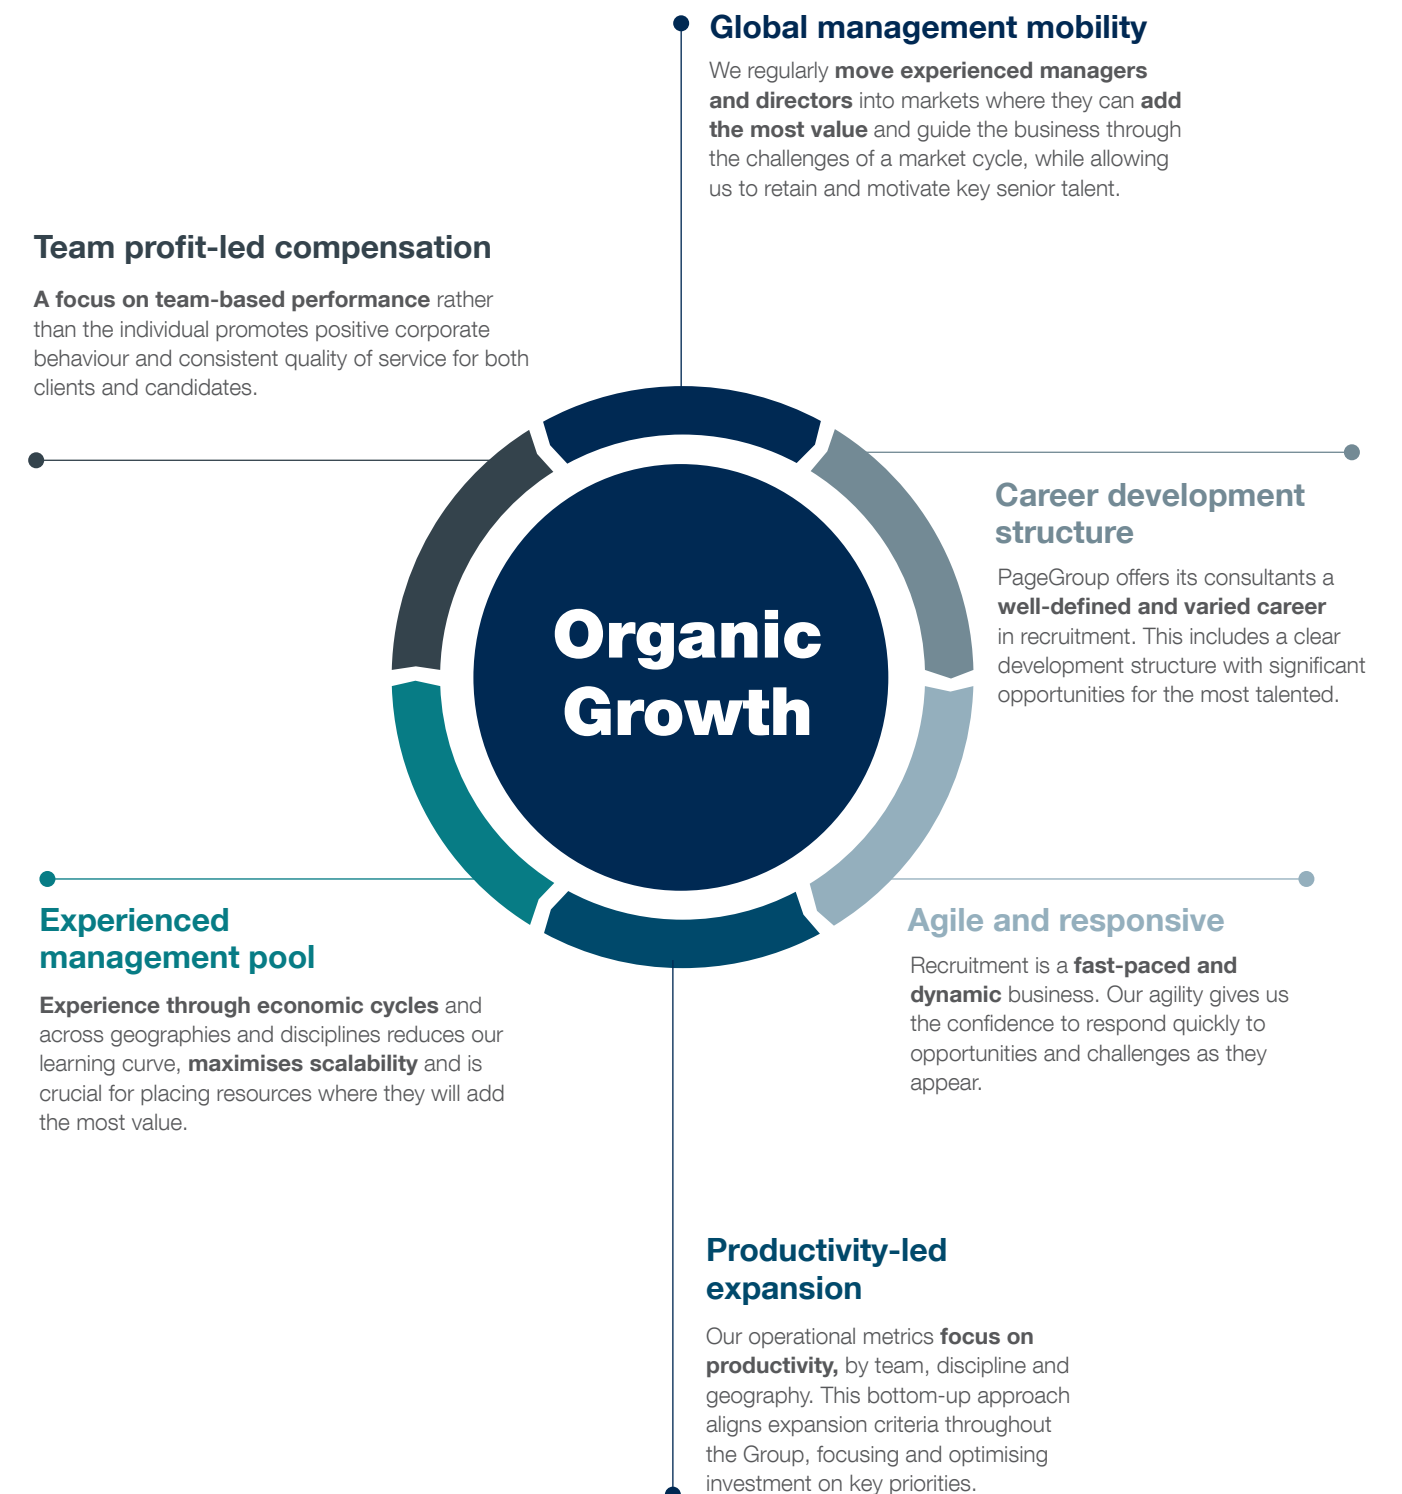 Global management mobility
We regularly move experienced managers
and directors into markets where they can add
the most value and guide the business through
the challenges of a market cycle, while allowing
us to retain and motivate key senior talent.
Team profit-led compensation
A focus on team-based performance rather
than the individual promotes positive corporate
behaviour and consistent quality of service for both
clients and candidates.
Career development
structure
PageGroup offers its consultants a
well-defined and varied career
in recruitment. This includes a clear
development structure with significant
opportunities for the most talented.
Organic
Growth
Experienced
management pool
Experience through economic cycles and
across geographies and disciplines reduces our
learning curve, maximises scalability and is
crucial for placing resources where they will add
the most value.
Agile and responsive
Recruitment is a fast-paced and
dynamic business. Our agility gives us
the confidence to respond quickly to
opportunities and challenges as they
appear.
Productivity-led
expansion
Our operational metrics focus on
productivity, by team, discipline and
geography. This bottom-up approach
aligns expansion criteria throughout
the Group, focusing and optimising
investment on key priorities.